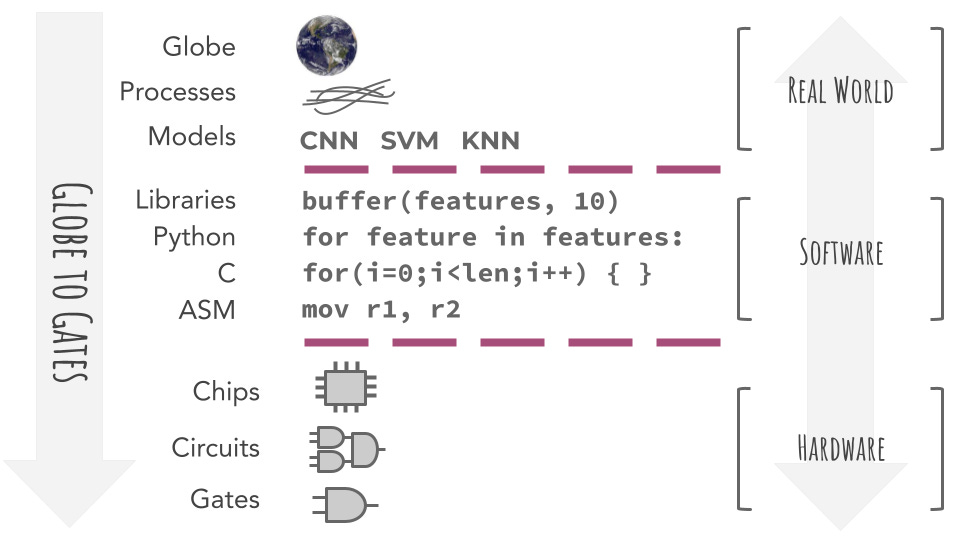 GLOBE TO GATES
Globe
Processes
Models
CNN SVM KNN
Libraries
buffer(features, 10)
Python
for feature in features:
C
for(i=0;i<len;i++) { }
ASM
mov r1, r2
Chips
Circuits
Gates
REAL WORLD
SOFTWARE
HARDWARE